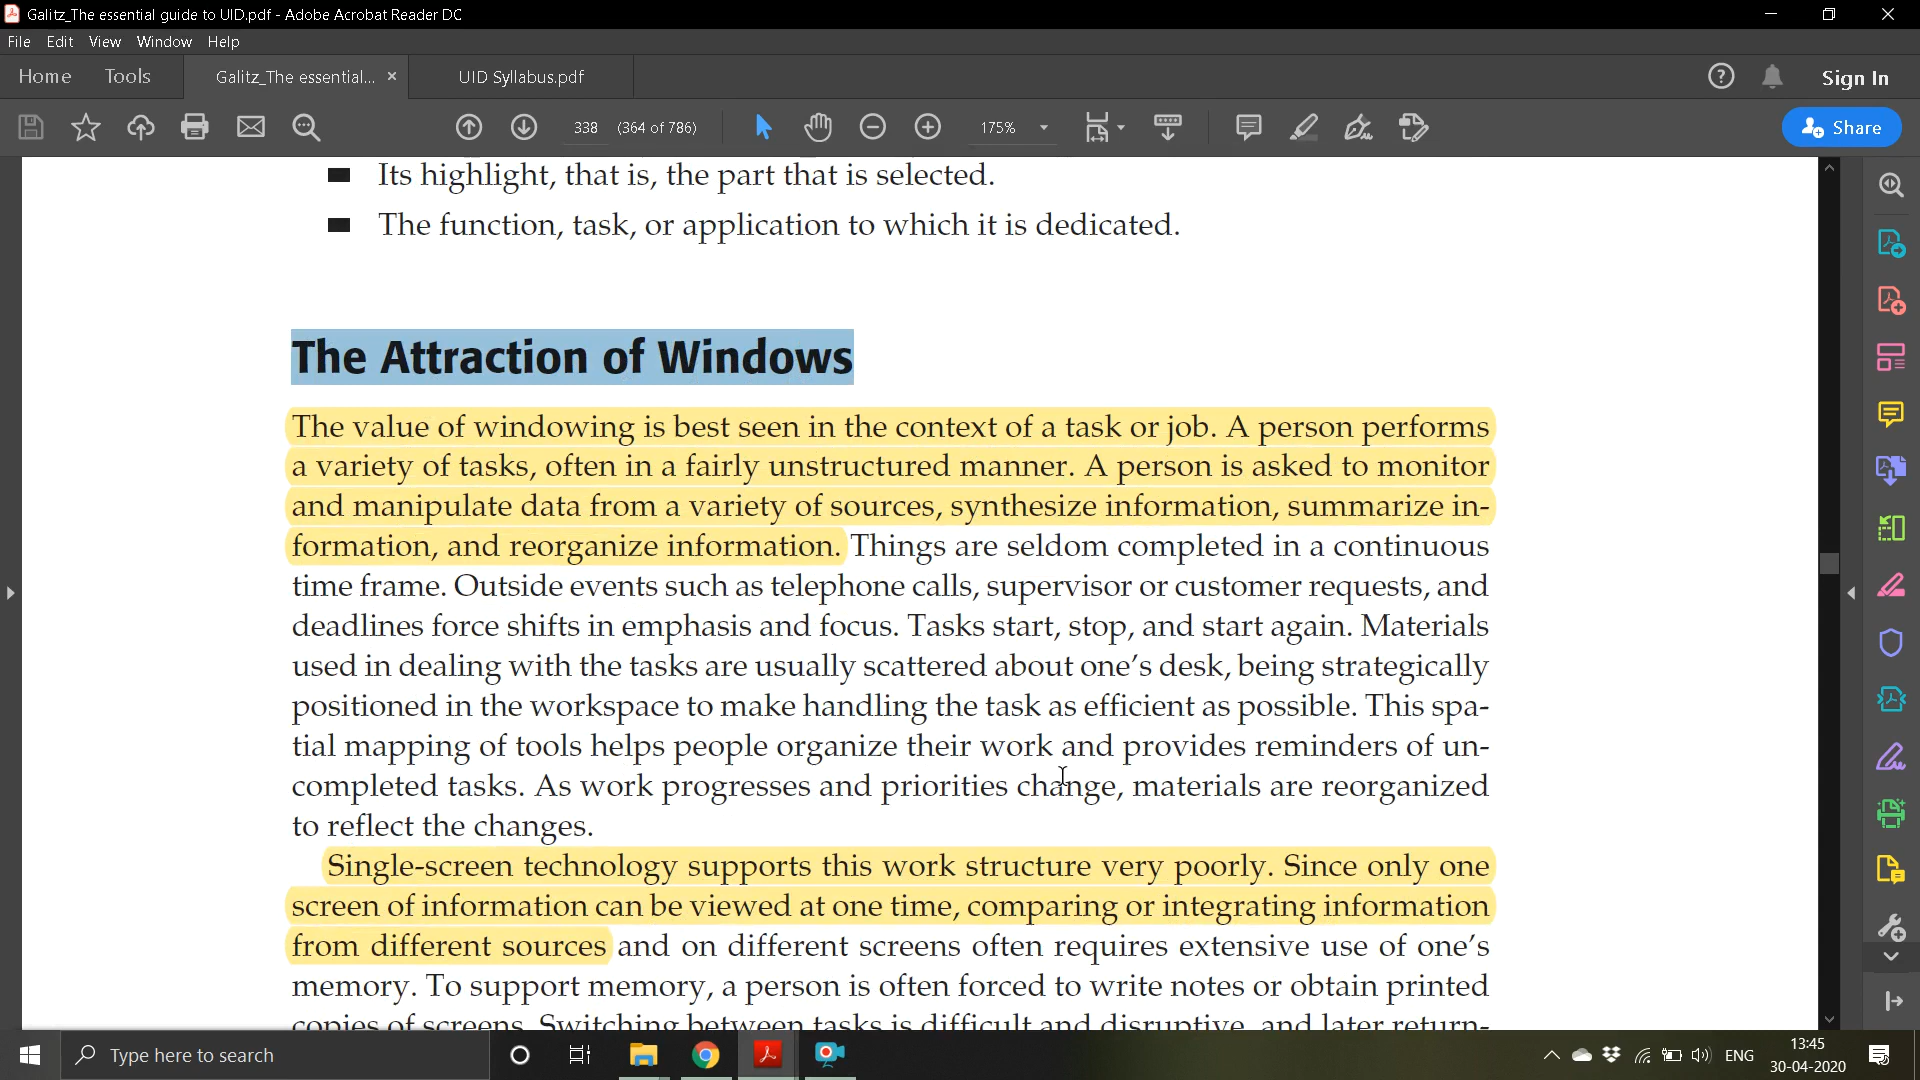 Galitz_The essential guide to UID.pdf - Adobe Acrobat Reader DC
File Edit View Window Help
Home Tools Galitz_The essential... × UID Syllabus.pdf Sign In
338 (364 of 786) 175% Share
Its highlight, that is, the part that is selected.
The function, task, or application to which it is dedicated.
The Attraction of Windows
The value of windowing is best seen in the context of a task or job. A person performs
a variety of tasks, often in a fairly unstructured manner. A person is asked to monitor
and manipulate data from a variety of sources, synthesize information, summarize in-
formation, and reorganize information. Things are seldom completed in a continuous
time frame. Outside events such as telephone calls, supervisor or customer requests, and
deadlines force shifts in emphasis and focus. Tasks start, stop, and start again. Materials
used in dealing with the tasks are usually scattered about one's desk, being strategically
positioned in the workspace to make handling the task as efficient as possible. This spa-
tial mapping of tools helps people organize their work and provides reminders of un-
completed tasks. As work progresses and priorities change, materials are reorganized
to reflect the changes.
Single-screen technology supports this work structure very poorly. Since only one
screen of information can be viewed at one time, comparing or integrating information
from different sources and on different screens often requires extensive use of one's
memory. To support memory, a person is often forced to write notes or obtain printed
copies of screens. Switching between tasks is difficult and disruptive, and later return-
Type here to search ENG 13:45
30-04-2020